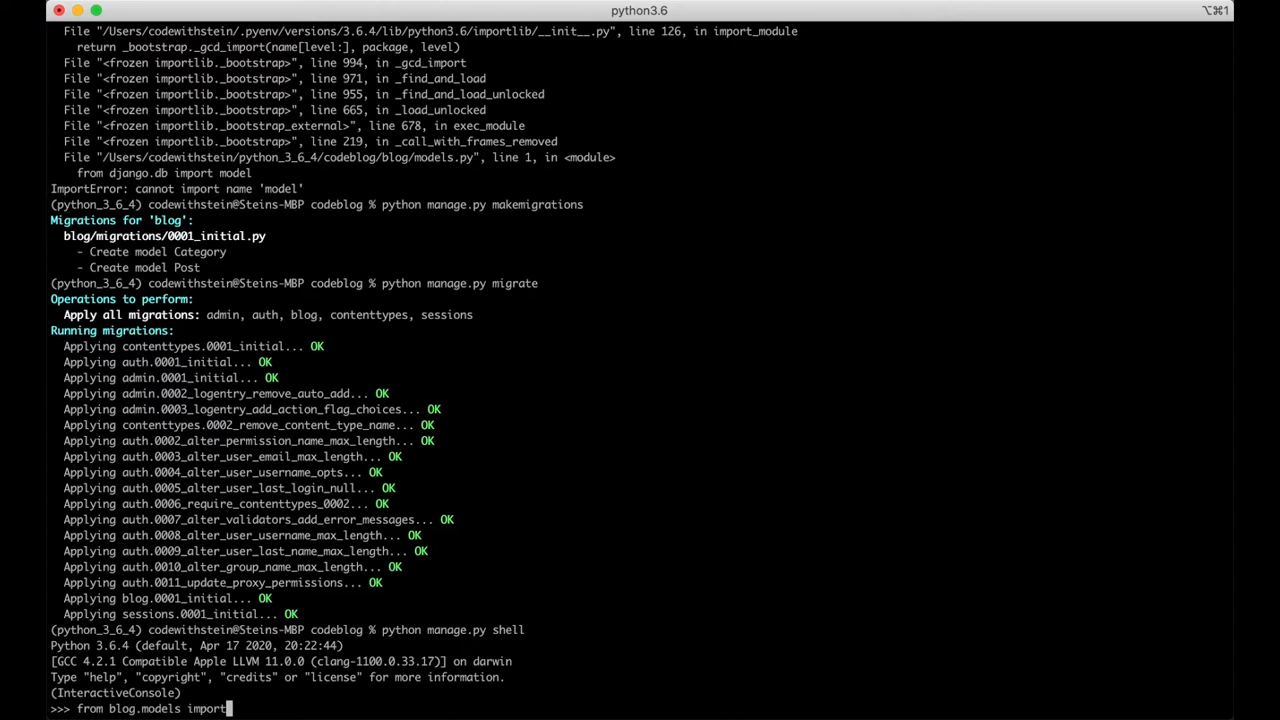 python3.6
⌥⌘1
File "/Users/codewithstein/.pyenv/versions/3.6.4/lib/python3.6/importlib/__init__.py", line 126, in import_module
return _bootstrap._gcd_import(name[level:], package, level)
File "<frozen importlib._bootstrap>", line 994, in _gcd_import
File "<frozen importlib._bootstrap>", line 971, in _find_and_load
File "<frozen importlib._bootstrap>", line 955, in _find_and_load_unlocked
File "<frozen importlib._bootstrap>", line 665, in _load_unlocked
File "<frozen importlib._bootstrap_external>", line 678, in exec_module
File "<frozen importlib._bootstrap>", line 219, in _call_with_frames_removed
File "/Users/codewithstein/python_3_6_4/codeblog/blog/models.py", line 1, in <module>
from django.db import model
ImportError: cannot import name 'model'
(python_3_6_4) codewithstein@Steins-MBP codeblog % python manage.py makemigrations
Migrations for 'blog':
blog/migrations/0001_initial.py
- Create model Category
- Create model Post
(python_3_6_4) codewithstein@Steins-MBP codeblog % python manage.py migrate
Operations to perform:
Apply all migrations: admin, auth, blog, contenttypes, sessions
Running migrations:
Applying contenttypes.0001_initial... OK
Applying auth.0001_initial... OK
Applying admin.0001_initial... OK
Applying admin.0002_logentry_remove_auto_add... OK
Applying admin.0003_logentry_add_action_flag_choices... OK
Applying contenttypes.0002_remove_content_type_name... OK
Applying auth.0002_alter_permission_name_max_length... OK
Applying auth.0003_alter_user_email_max_length... OK
Applying auth.0004_alter_user_username_opts... OK
Applying auth.0005_alter_user_last_login_null... OK
Applying auth.0006_require_contenttypes_0002... OK
Applying auth.0007_alter_validators_add_error_messages... OK
Applying auth.0008_alter_user_username_max_length... OK
Applying auth.0009_alter_user_last_name_max_length... OK
Applying auth.0010_alter_group_name_max_length... OK
Applying auth.0011_update_proxy_permissions... OK
Applying blog.0001_initial... OK
Applying sessions.0001_initial... OK
(python_3_6_4) codewithstein@Steins-MBP codeblog % python manage.py shell
Python 3.6.4 (default, Apr 17 2020, 20:22:44)
[GCC 4.2.1 Compatible Apple LLVM 11.0.0 (clang-1100.0.33.17)] on darwin
Type "help", "copyright", "credits" or "license" for more information.
(InteractiveConsole)
>>> from blog.models import